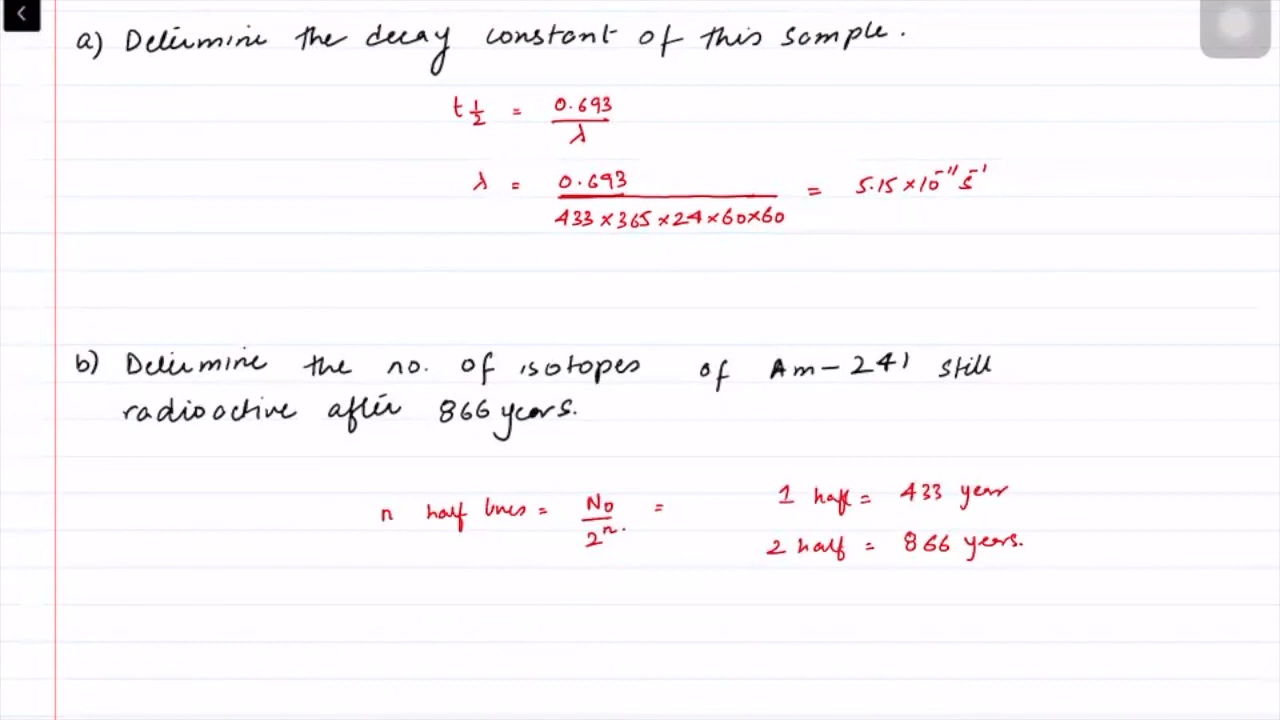 a) Determine the decay constant of this sample.
t 1/2 = 0.693 / λ
λ = 0.693 / 433 × 365 × 24 × 60 × 60 = 5.15 × 10⁻¹¹ s⁻¹
b) Determine the no. of isotopes of Am - 241 still
radioactive after 866 years.
n half lives = N₀ / 2ⁿ. = 1 half = 433 year
2 half = 866 years.